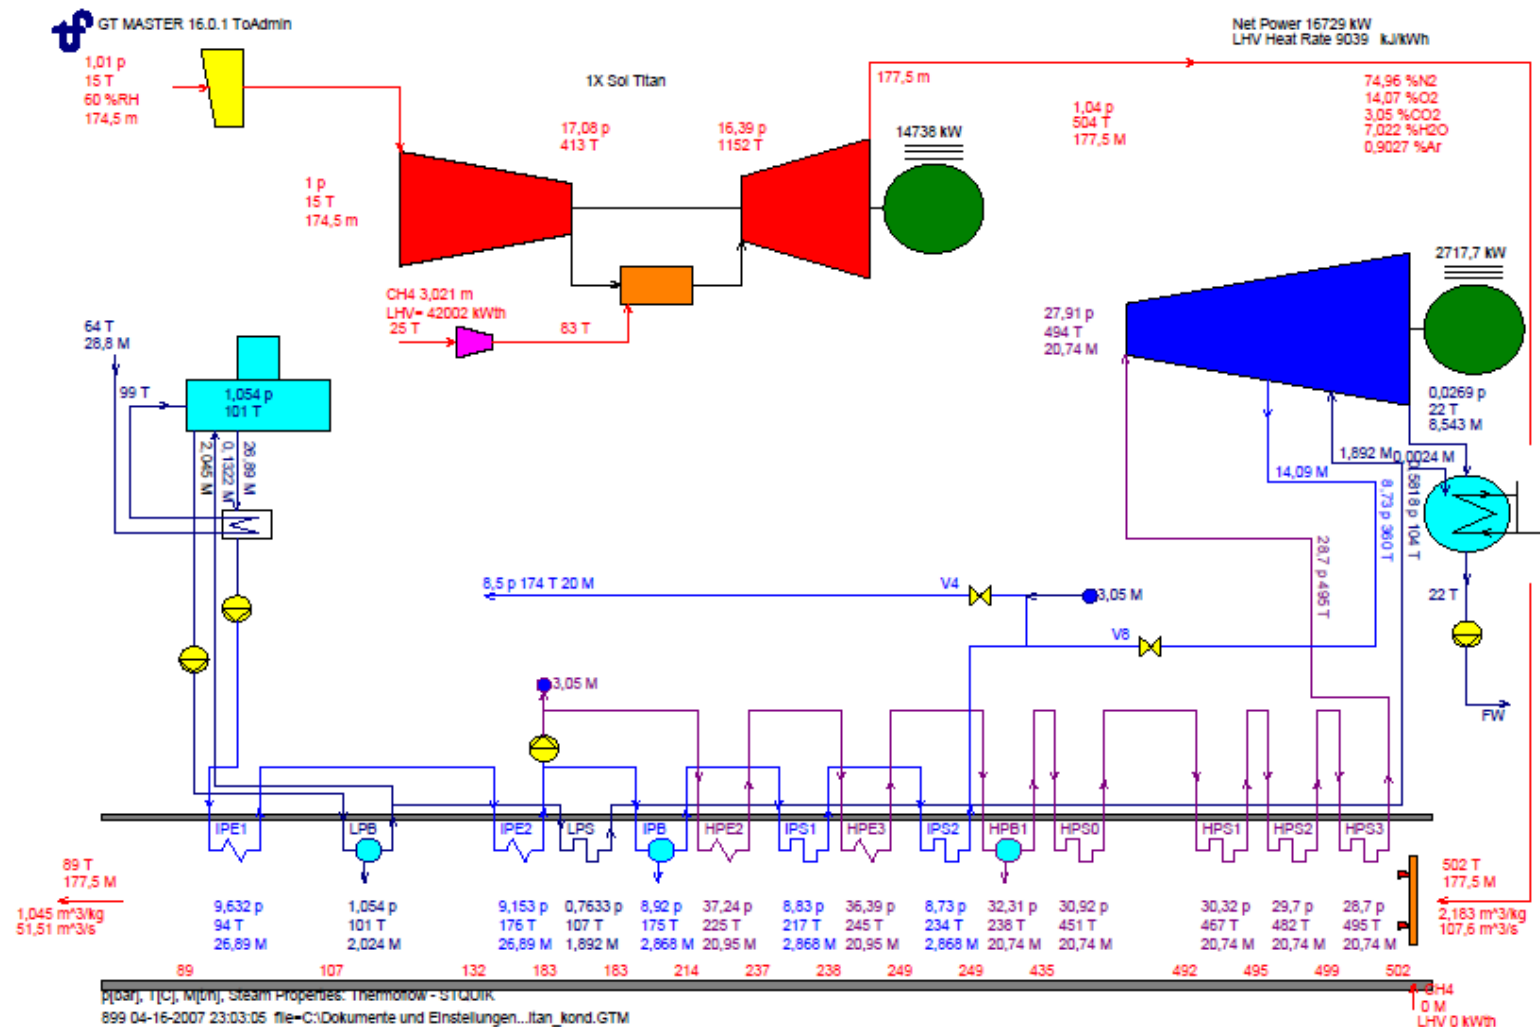 GT MASTER 16.0.1 ToAdmin
Net Power 16729 kW
LHV Heat Rate 9039 kJ/kWh
1,01 p
15 T
60 %RH
174,5 m
1X Sol Titan
177,5 m
74,96 %N2
14,07 %O2
3,05 %CO2
7,022 %H2O
0,9027 %Ar
1,04 p
504 T
177,5 M
17,08 p
413 T
16,39 p
1152 T
14738 kW
1 p
15 T
174,5 m
2717,7 kW
CH4 3,021 m
LHV= 42002 kWth
25 T
83 T
27,91 p
494 T
20,74 M
64 T
28,8 M
99 T
1,054 p
101 T
0,0269 p
22 T
8,543 M
2,045 M
0,1322 M
26,89 M
1,892 M
0,0024 M
14,09 M
8,73 p 360 T
0,5818 p 104 T
28,7 p 495 T
8,5 p 174 T 20 M
V4
3,05 M
22 T
V8
3,05 M
FW
IPE1
LPB
IPE2
LPS
IPB
HPE2
IPS1
HPE3
IPS2
HPB1
HPS0
HPS1
HPS2
HPS3
89 T
177,5 M
502 T
177,5 M
1,045 m^3/kg
51,51 m^3/s
2,183 m^3/kg
107,6 m^3/s
9,632 p
94 T
26,89 M
1,054 p
101 T
2,024 M
9,153 p
176 T
26,89 M
0,7633 p
107 T
1,892 M
8,92 p
175 T
2,868 M
37,24 p
225 T
20,95 M
8,83 p
217 T
2,868 M
36,39 p
245 T
20,95 M
8,73 p
234 T
2,868 M
32,31 p
238 T
20,74 M
30,92 p
451 T
20,74 M
30,32 p
467 T
20,74 M
29,7 p
482 T
20,74 M
28,7 p
495 T
20,74 M
89 107 132 183 183 214 237 238 249 249 435 492 495 499 502
p[bar], T[C], M[t/h], Steam Properties: Thermoflow - STQUIK
CH4
0 M
LHV 0 kWth
899 04-16-2007 23:03:05 file=C:\Dokumente und Einstellungen...itan_kond.GTM